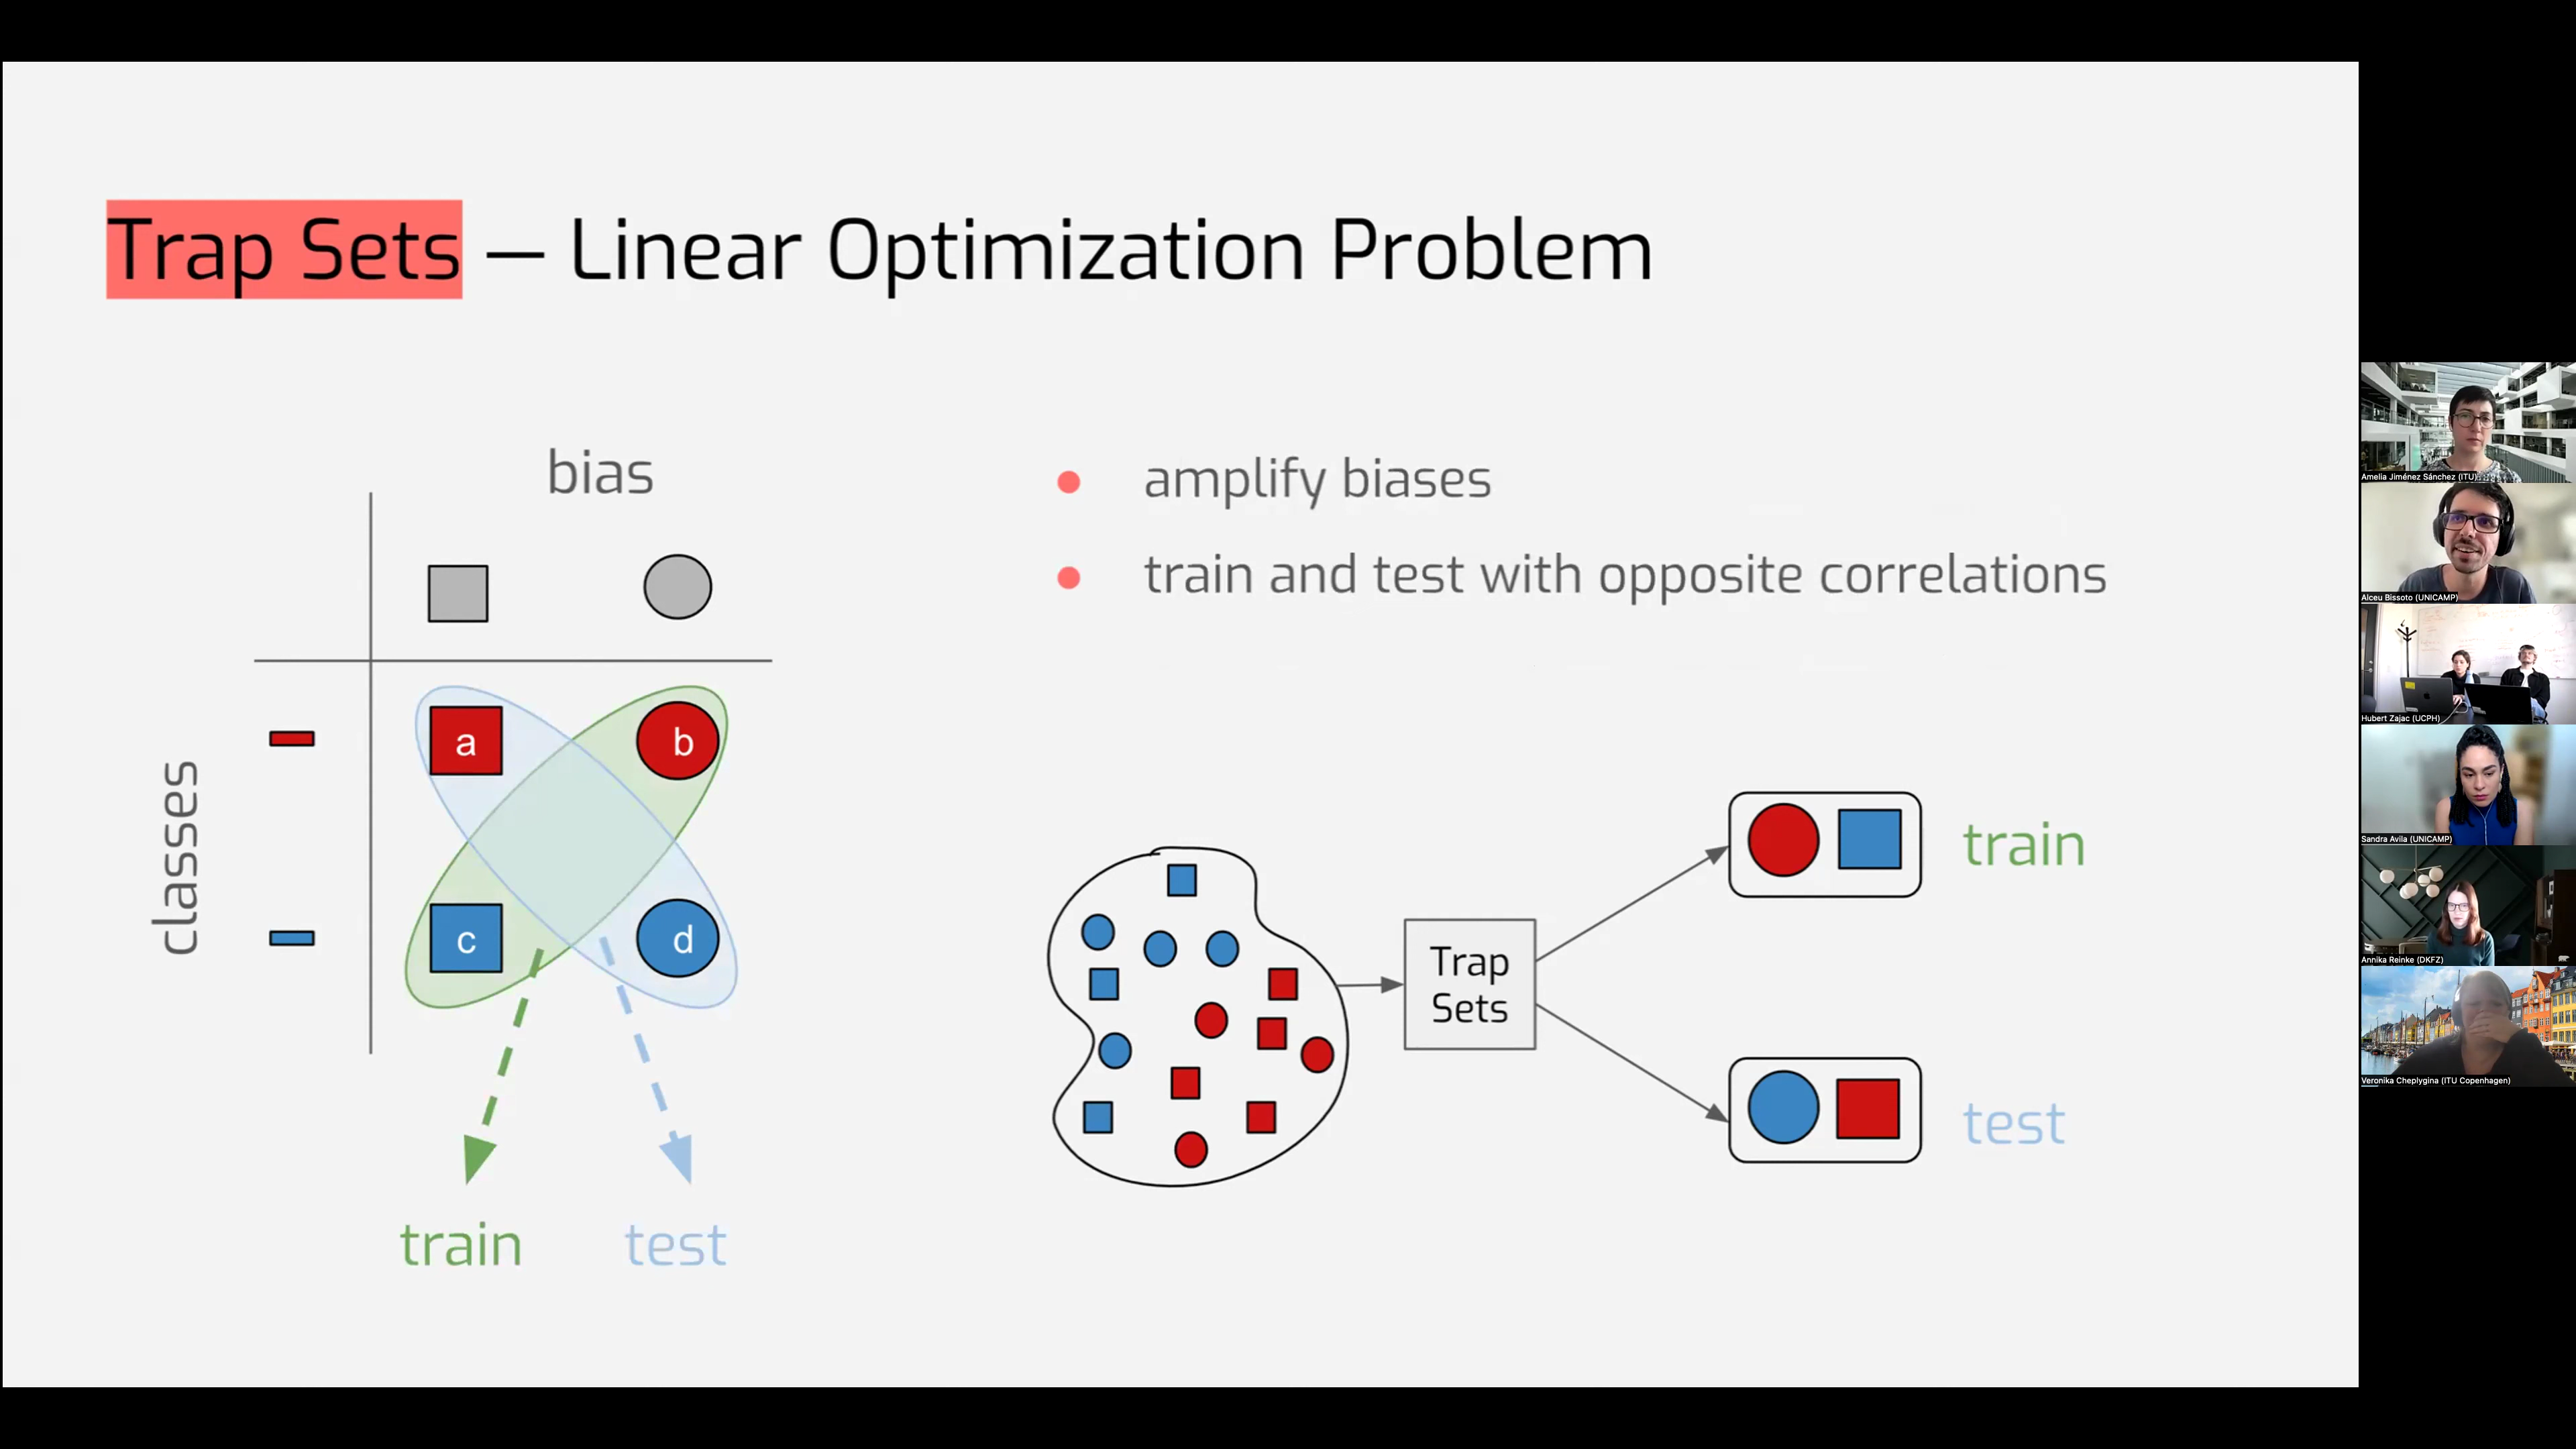 Trap Sets — Linear Optimization Problem
bias
classes
a
b
c
d
train
test
amplify biases
train and test with opposite correlations
Trap
Sets
train
test
Amelia Jiménez Sánchez (ITU)
Alceu Bissoto (UNICAMP)
Hubert Zajac (UCPH)
Sandra Avila (UNICAMP)
Annika Reinke (DKFZ)
Veronika Cheplygina (ITU Copenhagen)